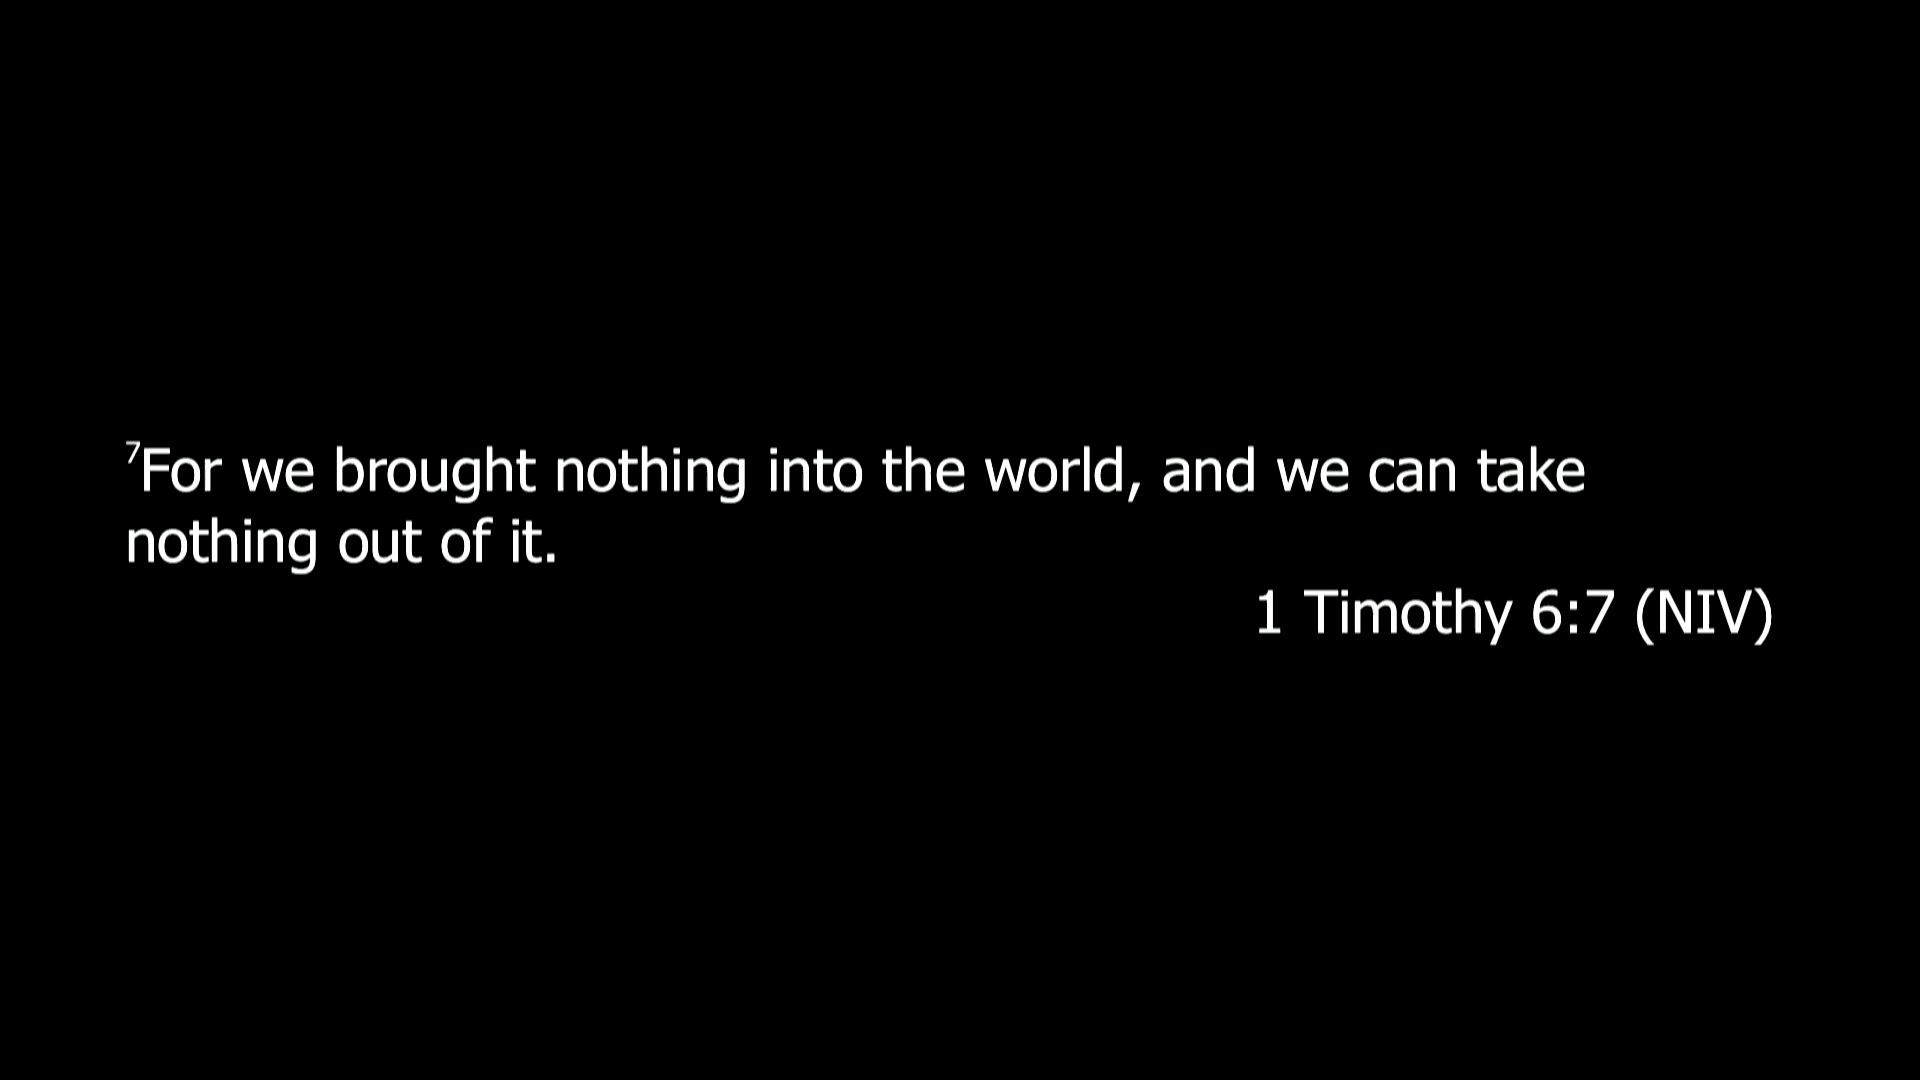 ⁷For we brought nothing into the world, and we can take
nothing out of it.
1 Timothy 6:7 (NIV)